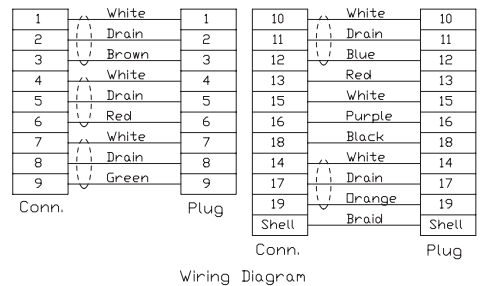 1 White 1
2 Drain 2
3 Brown 3
4 White 4
5 Drain 5
6 Red 6
7 White 7
8 Drain 8
9 Green 9
Conn. Plug
10 White 10
11 Drain 11
12 Blue 12
13 Red 13
15 White 15
16 Purple 16
18 Black 18
14 White 14
17 Drain 17
19 Orange 19
Shell Braid Shell
Conn. Plug
Wiring Diagram